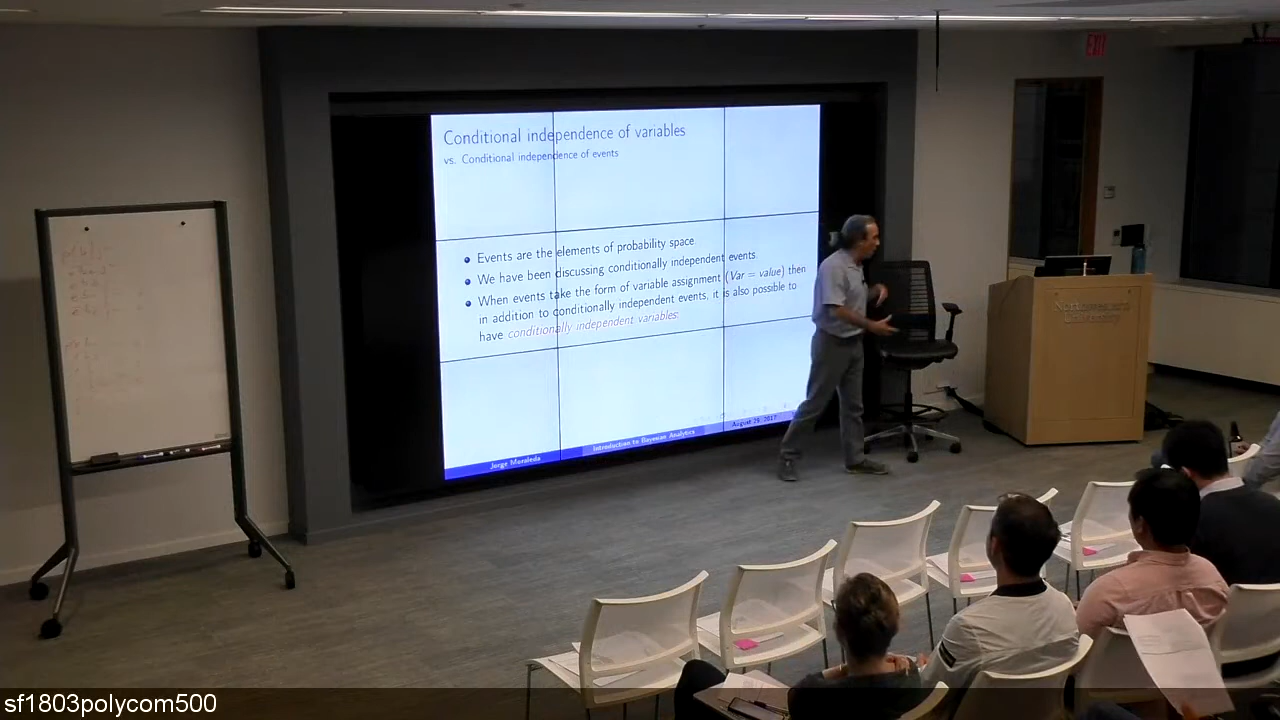 EXIT
Conditional independence of variables
vs. Conditional independence of events
Events are the elements of probability space.
We have been discussing conditionally independent events.
When events take the form of variable assignment (Var = value) then
in addition to conditionally independent events, it is also possible to
have conditionally independent variables.
Jorge Moraleda
Introduction to Bayesian Analytics
August 29, 2017
Northwestern
University
sf1803polycom500